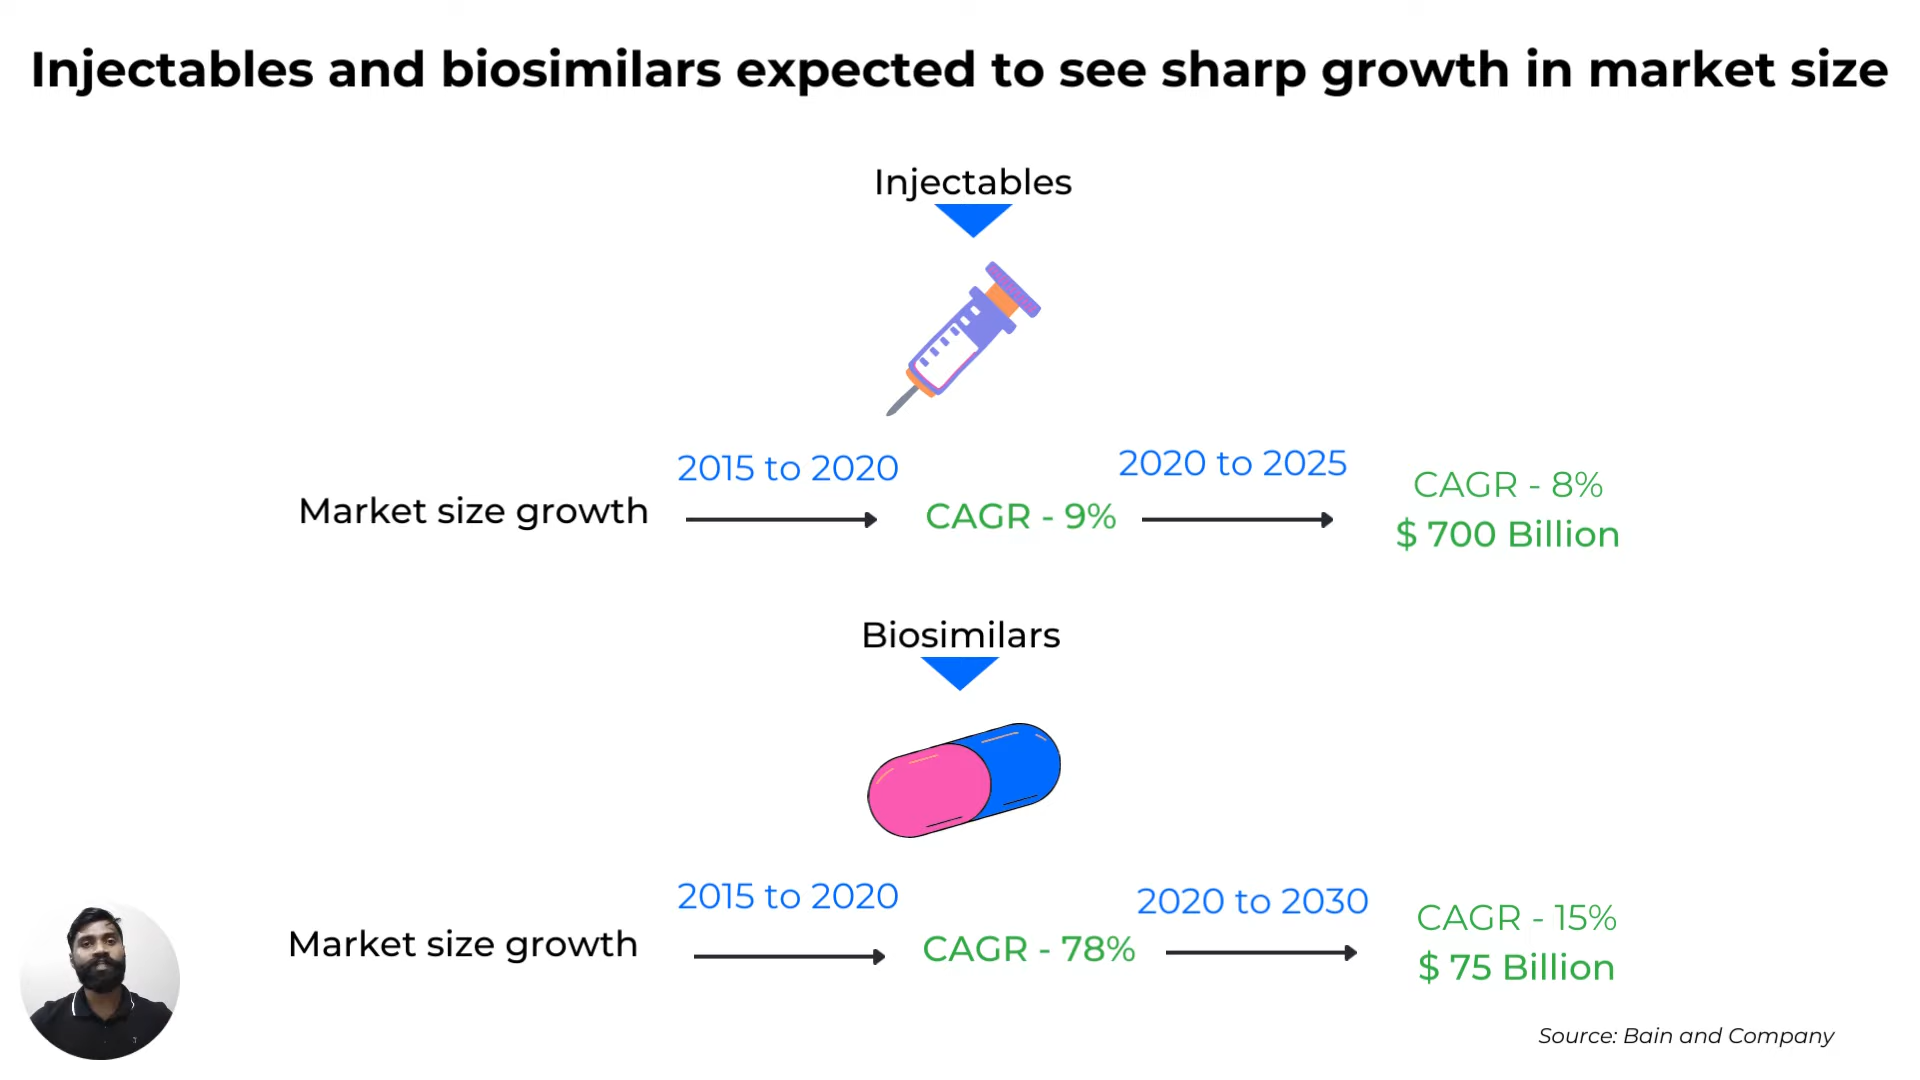 Injectables and biosimilars expected to see sharp growth in market size
Injectables
2015 to 2020
2020 to 2025
Market size growth
CAGR - 9%
CAGR - 8%
$ 700 Billion
Biosimilars
2015 to 2020
2020 to 2030
Market size growth
CAGR - 78%
CAGR - 15%
$ 75 Billion
Source: Bain and Company